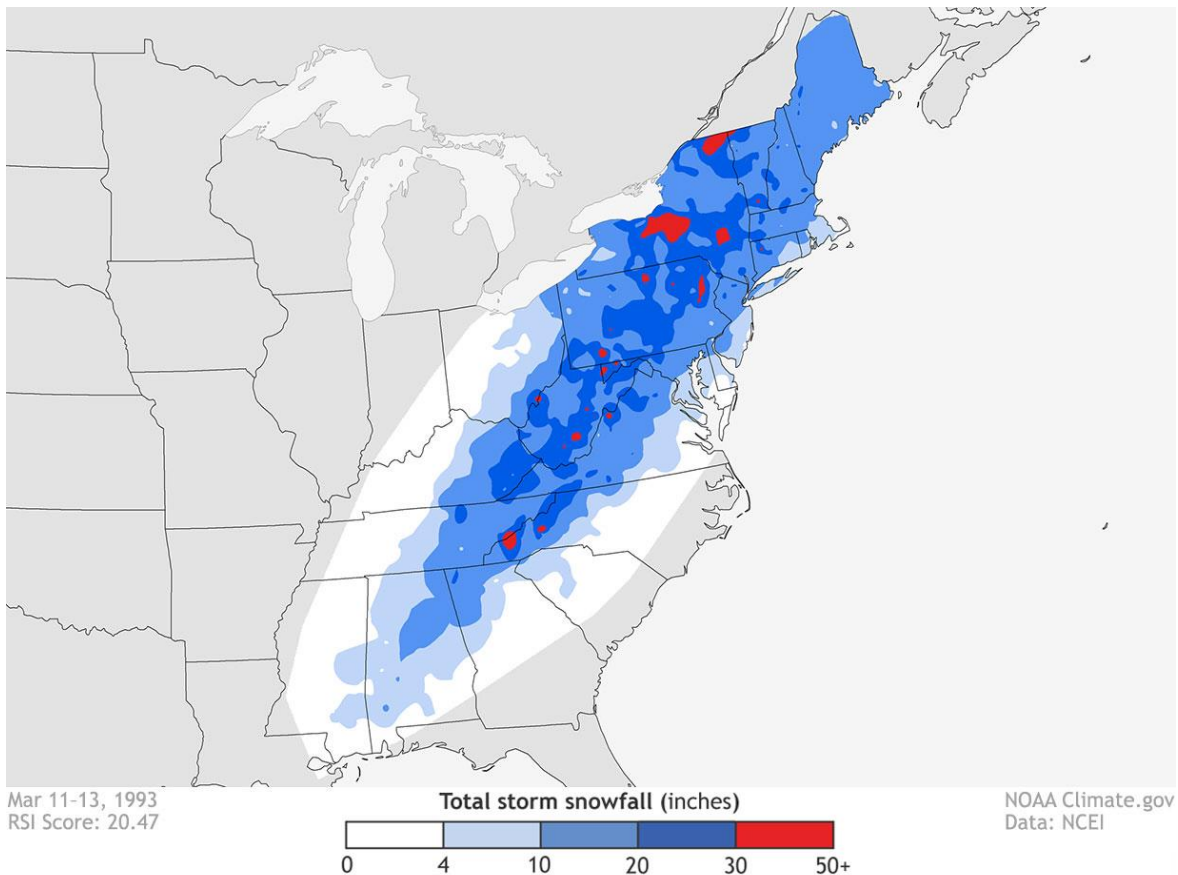 Mar 11–13, 1993
RSI Score: 20.47
Total storm snowfall (inches)
0 4 10 20 30 50+
NOAA Climate.gov
Data: NCEI